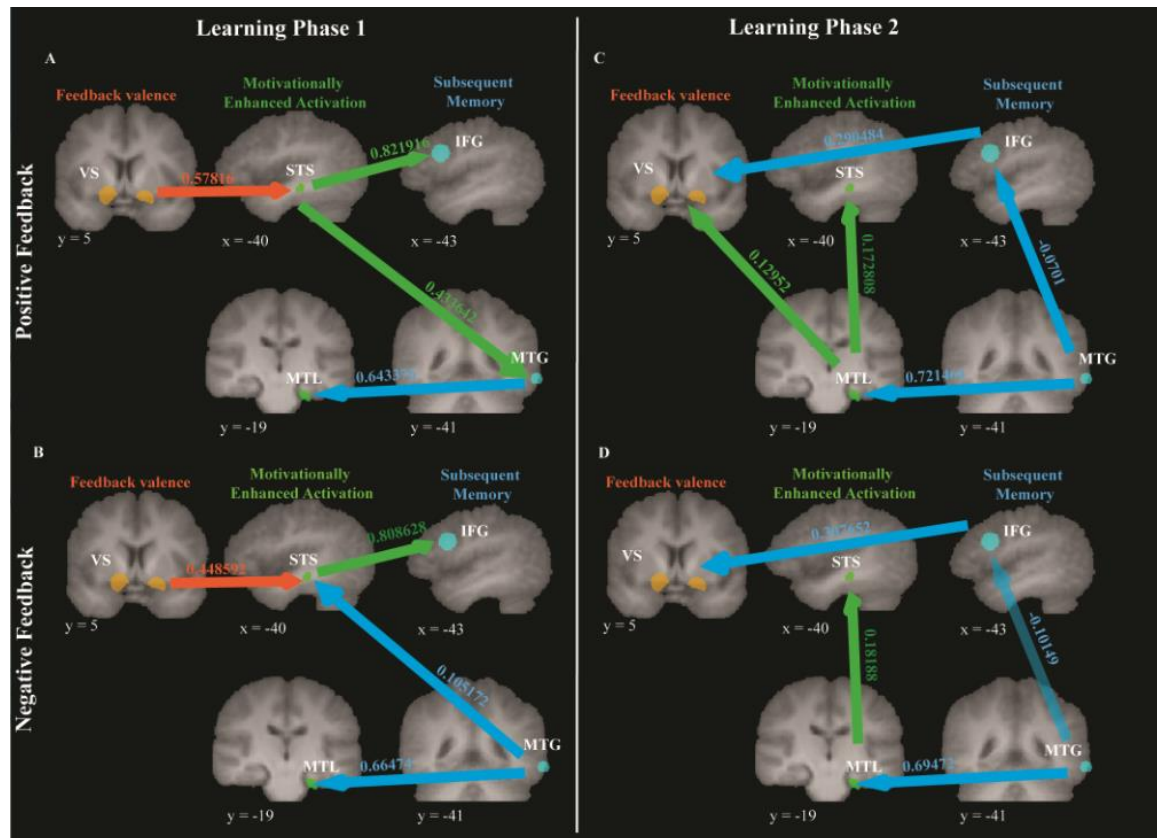 Learning Phase 1
Learning Phase 2
Positive Feedback
Negative Feedback
A
Feedback valence
Motivationally
Enhanced Activation
Subsequent
Memory
VS
0.57816
STS
0.821916
IFG
y = 5
x = -40
x = -43
0.433642
MTL
MTG
y = -19
y = -41
C
Feedback valence
Motivationally
Enhanced Activation
Subsequent
Memory
VS
0.290484
STS
IFG
y = 5
x = -40
x = -43
0.12952
0.172808
-0.0701
MTL
MTG
y = -19
y = -41
B
Feedback valence
Motivationally
Enhanced Activation
Subsequent
Memory
VS
0.448592
STS
0.808628
IFG
y = 5
x = -40
x = -43
0.105172
MTL
0.66474
MTG
y = -19
y = -41
D
Feedback valence
Motivationally
Enhanced Activation
Subsequent
Memory
VS
STS
IFG
y = 5
x = -40
x = -43
0.18188
-0.10149
MTL
0.69472
MTG
y = -19
y = -41